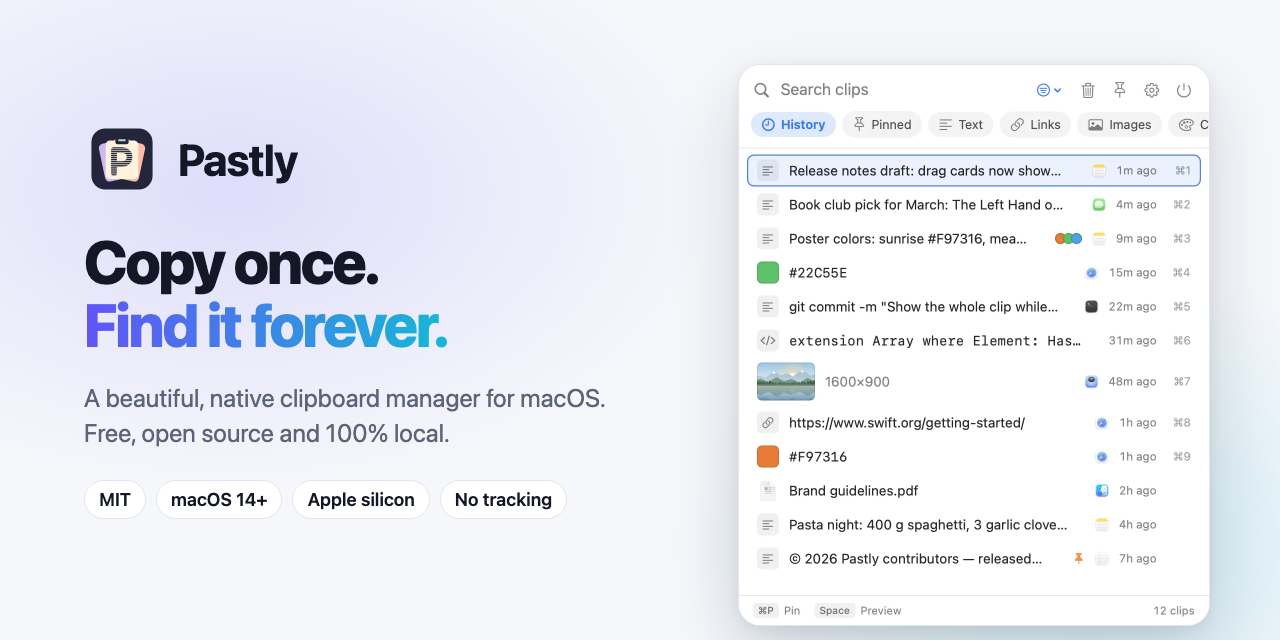 P
Pastly
Copy once.
Find it forever.
A beautiful, native clipboard manager for macOS.
Free, open source and 100% local.
MIT
macOS 14+
Apple silicon
No tracking
Search clips
History
Pinned
Text
Links
Images
C
Release notes draft: drag cards now show... 1m ago ⌘1
Book club pick for March: The Left Hand o... 4m ago ⌘2
Poster colors: sunrise #F97316, mea... 9m ago ⌘3
#22C55E 15m ago ⌘4
git commit -m "Show the whole clip while... 22m ago ⌘5
extension Array where Element: Has... 31m ago ⌘6
1600×900 48m ago ⌘7
https://www.swift.org/getting-started/ 1h ago ⌘8
#F97316 1h ago ⌘9
Brand guidelines.pdf 2h ago
Pasta night: 400 g spaghetti, 3 garlic clove... 4h ago
© 2026 Pastly contributors — released... 7h ago
⌘P Pin Space Preview 12 clips